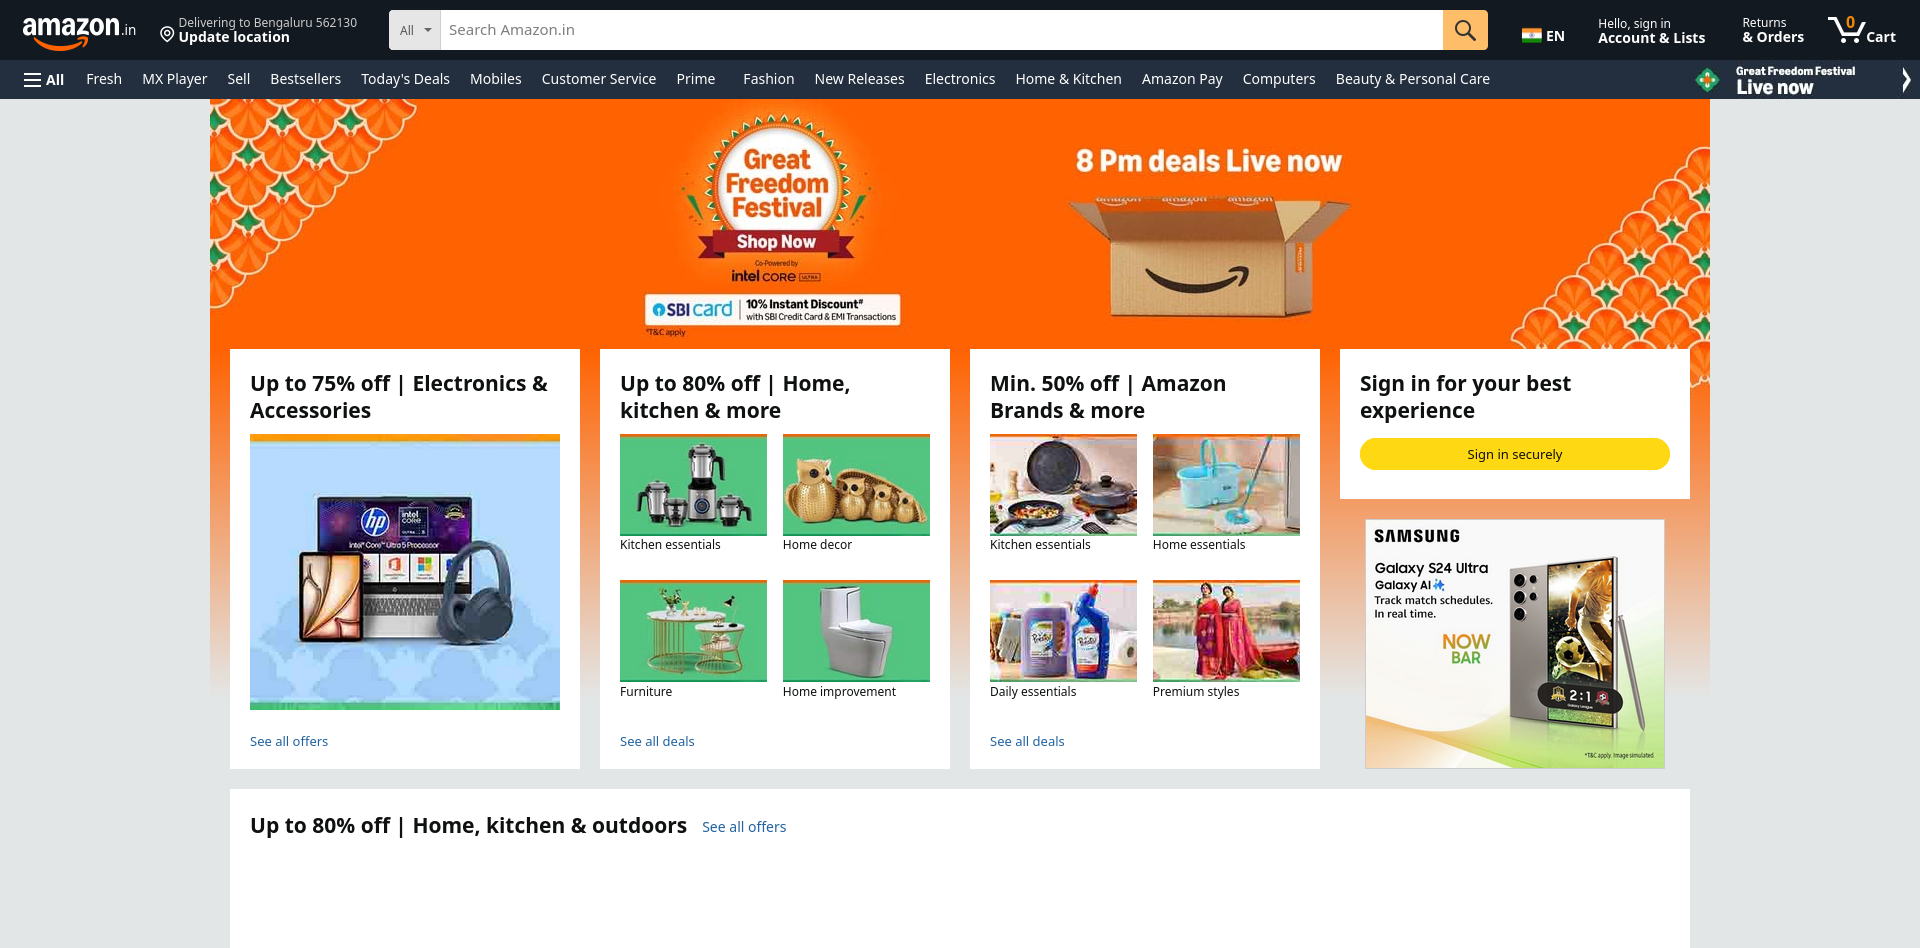 amazon.in
Delivering to Bengaluru 562130
Update location
All
Search Amazon.in
EN
Hello, sign in
Account & Lists
Returns
& Orders
0
Cart
All
Fresh
MX Player
Sell
Bestsellers
Today's Deals
Mobiles
Customer Service
Prime
Fashion
New Releases
Electronics
Home & Kitchen
Amazon Pay
Computers
Beauty & Personal Care
Great Freedom Festival
Live now
Great
Freedom
Festival
Shop Now
Co-Powered by
intel CORE ULTRA
SBI card
10% Instant Discount#
with SBI Credit Card & EMI Transactions
*T&C apply
8 Pm deals Live now
amazon amazon amazon
Up to 75% off | Electronics &
Accessories
hp
intel
CORE
Intel® Core™ Ultra 5 Processor
See all offers
Up to 80% off | Home,
kitchen & more
Kitchen essentials
Home decor
Furniture
Home improvement
See all deals
Min. 50% off | Amazon
Brands & more
Kitchen essentials
Home essentials
Presto!
Daily essentials
Premium styles
See all deals
Sign in for your best
experience
Sign in securely
SAMSUNG
Galaxy S24 Ultra
Galaxy AI
Track match schedules.
In real time.
NOW
BAR
2:1
Galaxy League
*T&C apply. Image simulated.
Up to 80% off | Home, kitchen & outdoors
See all offers